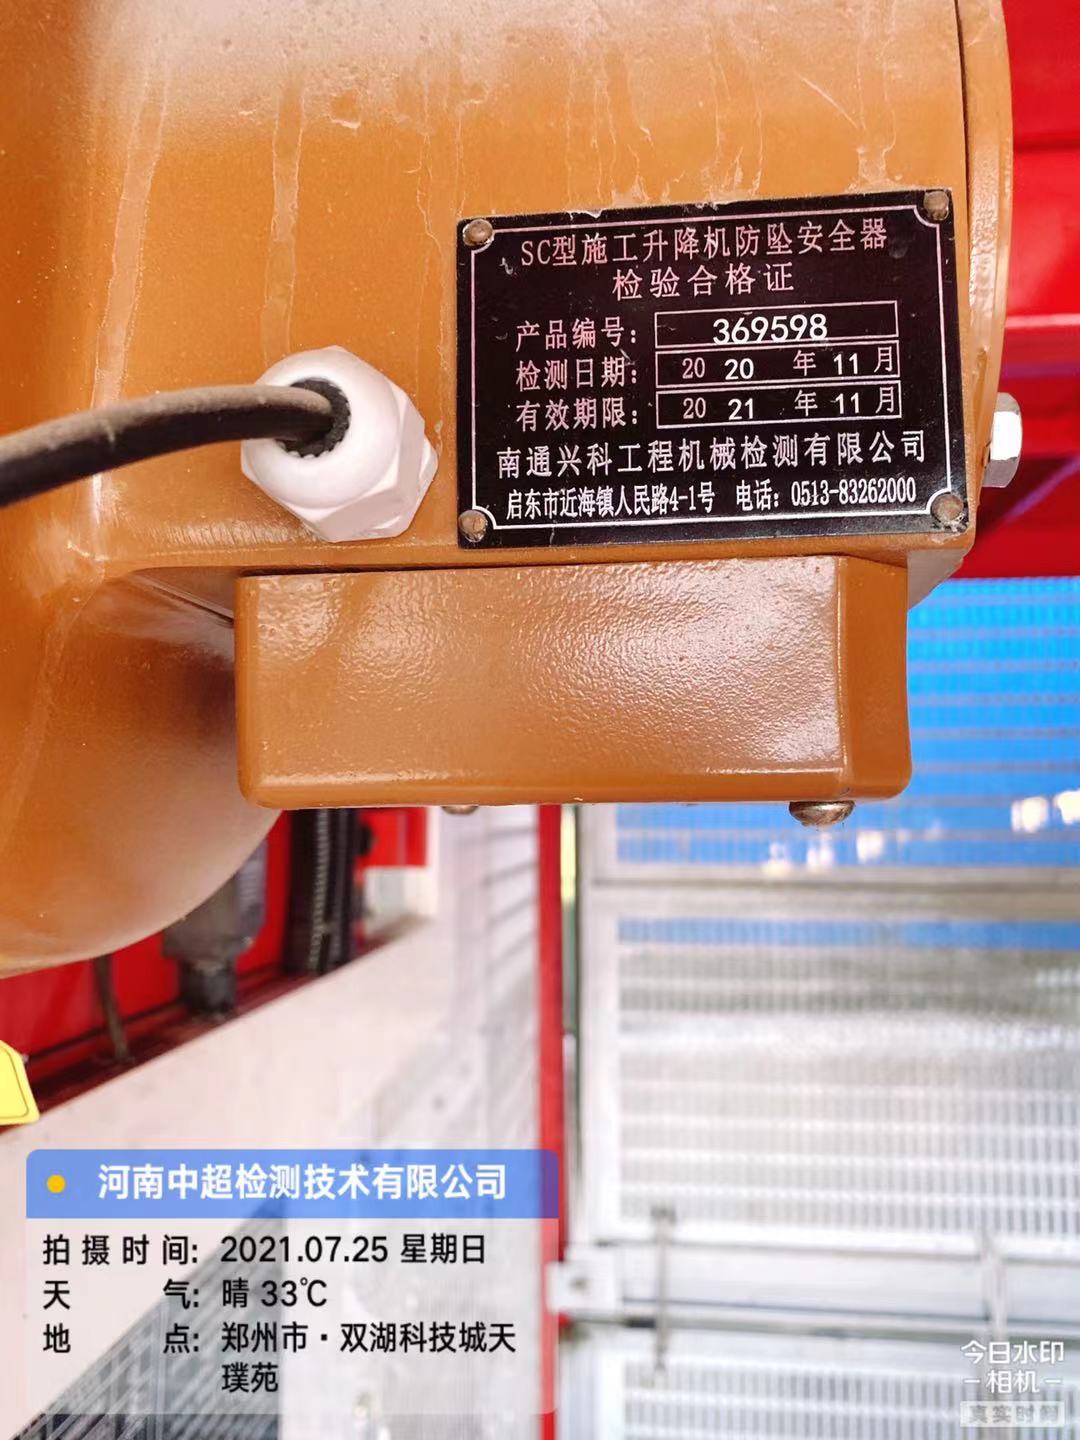 SC型施工升降机防坠安全器
检验合格证
产品编号: 369598
检测日期: 20 20 年 11 月
有效期限: 20 21 年 11 月
南通兴科工程机械检测有限公司
启东市近海镇人民路4-1号 电话: 0513-83262000
河南中超检测技术有限公司
拍摄时间: 2021.07.25 星期日
天气: 晴 33℃
地点: 郑州市·双湖科技城天
璞苑
今日水印
相机
真实时间